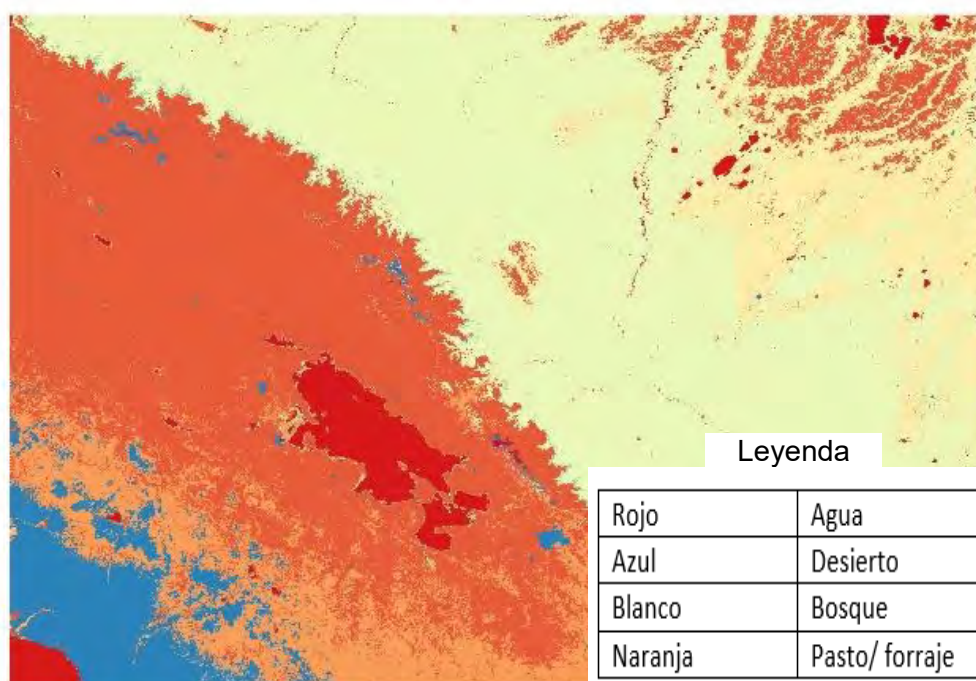 Leyenda
Rojo Agua
Azul Desierto
Blanco Bosque
Naranja Pasto/ forraje